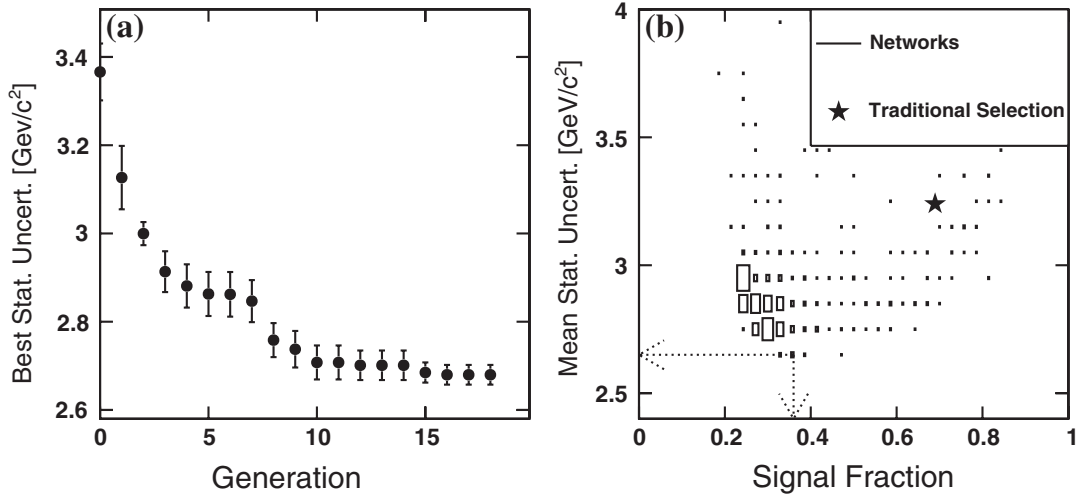 (a)
Best Stat. Uncert. [Gev/c²]
3.4
3.2
3
2.8
2.6
0 5 10 15
Generation
(b)
Mean Stat. Uncert. [GeV/c²]
4
3.5
3
2.5
0 0.2 0.4 0.6 0.8 1
Signal Fraction
Networks
Traditional Selection